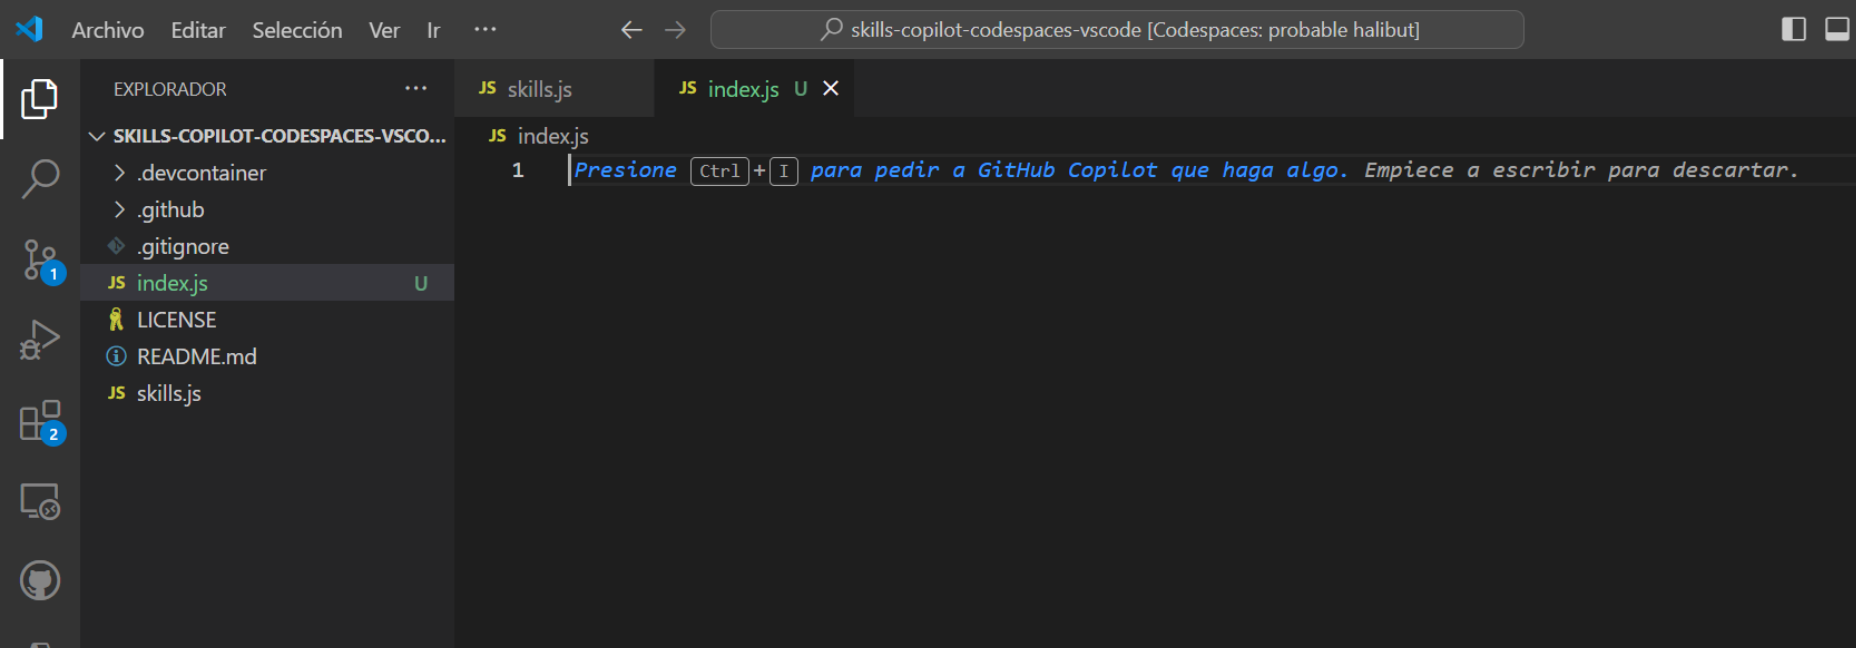 Archivo Editar Selección Ver Ir ··· skills-copilot-codespaces-vscode [Codespaces: probable halibut]
EXPLORADOR ···
SKILLS-COPILOT-CODESPACES-VSCO...
.devcontainer
.github
.gitignore
JS index.js U
LICENSE
README.md
JS skills.js
1
2
JS skills.js
JS index.js U
JS index.js
1 Presione Ctrl+I para pedir a GitHub Copilot que haga algo. Empiece a escribir para descartar.